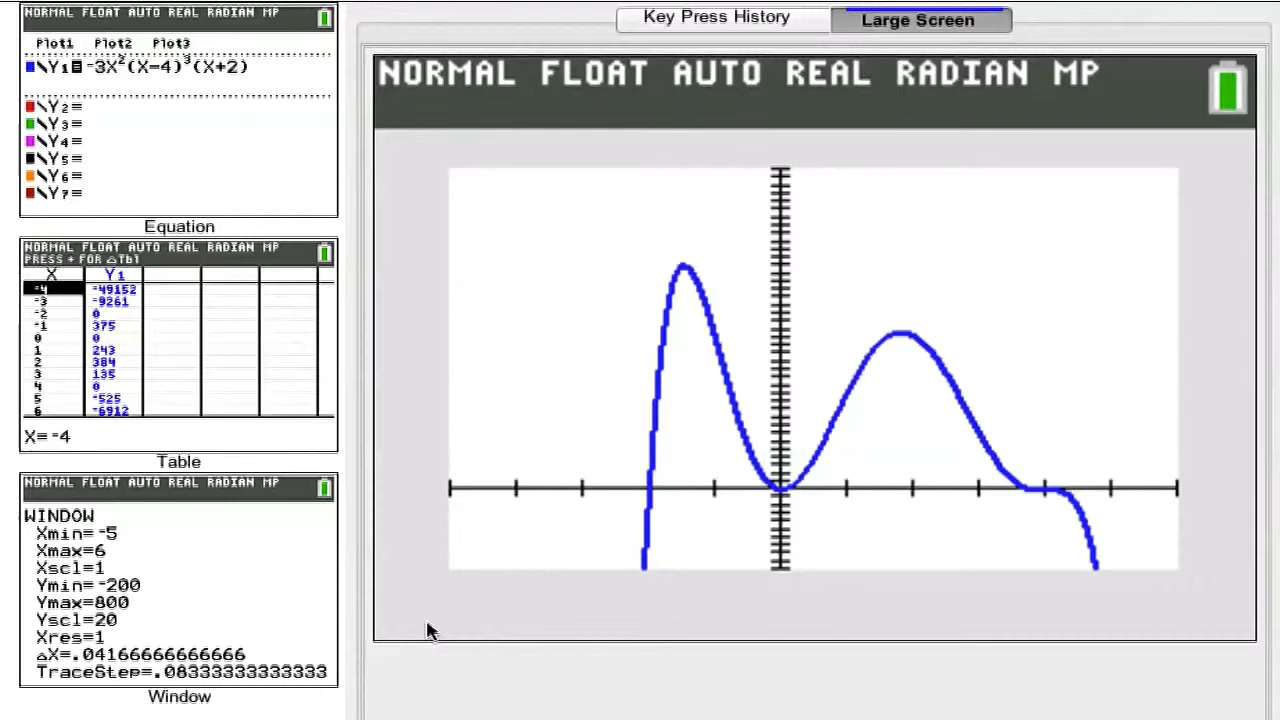 NORMAL FLOAT AUTO REAL RADIAN MP
Plot1 Plot2 Plot3
\Y1=-3X²(X-4)³(X+2)
\Y2=
\Y3=
\Y4=
\Y5=
\Y6=
\Y7=
Equation
NORMAL FLOAT AUTO REAL RADIAN MP
PRESS + FOR △Tbl
X Y1
-4 -49152
-3 -9261
-2 0
-1 375
0 0
1 243
2 384
3 135
4 0
5 -525
6 -6912
X=-4
Table
NORMAL FLOAT AUTO REAL RADIAN MP
WINDOW
Xmin=-5
Xmax=6
Xscl=1
Ymin=-200
Ymax=800
Yscl=20
Xres=1
△X=.04166666666666
TraceStep=.08333333333333
Window
Key Press History
Large Screen
NORMAL FLOAT AUTO REAL RADIAN MP